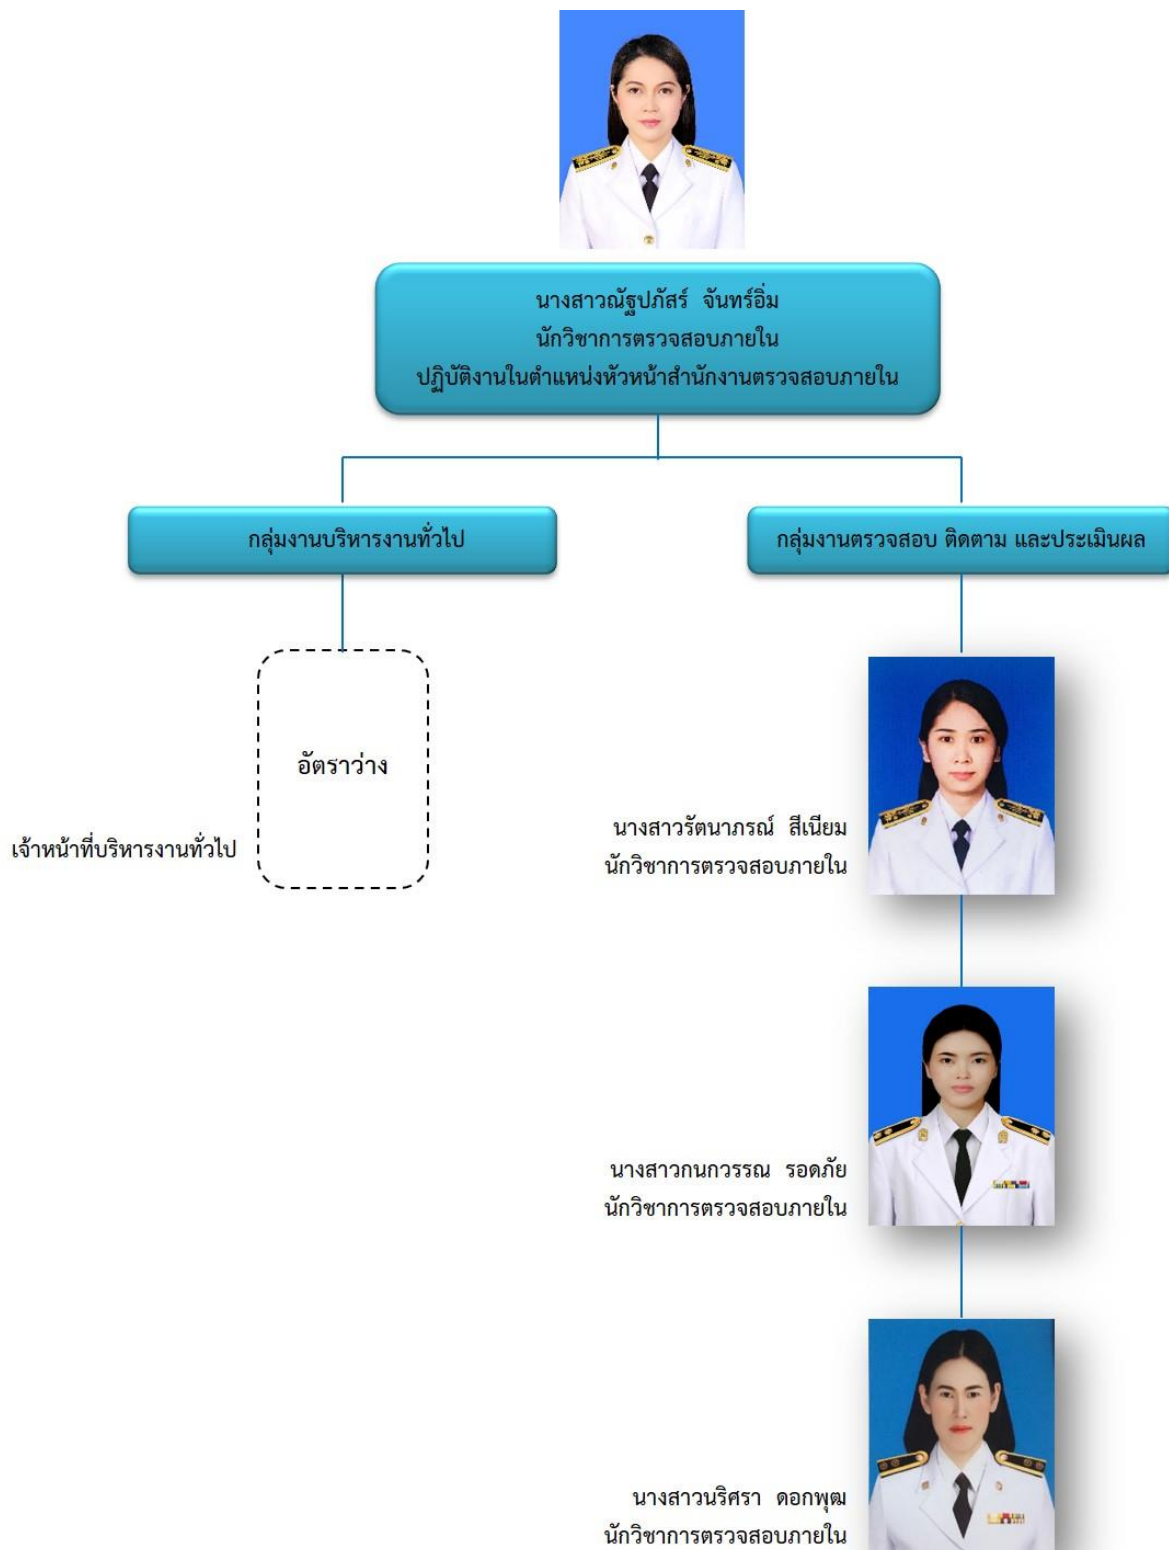 นางสาวณัฐปภัสร์ จันทร์อิ่ม
นักวิชาการตรวจสอบภายใน
ปฏิบัติงานในตำแหน่งหัวหน้าสำนักงานตรวจสอบภายใน
กลุ่มงานบริหารงานทั่วไป
กลุ่มงานตรวจสอบ ติดตาม และประเมินผล
อัตราว่าง
เจ้าหน้าที่บริหารงานทั่วไป
นางสาวรัตนาภรณ์ สีเนียม
นักวิชาการตรวจสอบภายใน
นางสาวกนกวรรณ รอดภัย
นักวิชาการตรวจสอบภายใน
นางสาวนริศรา ดอกพุฒ
นักวิชาการตรวจสอบภายใน